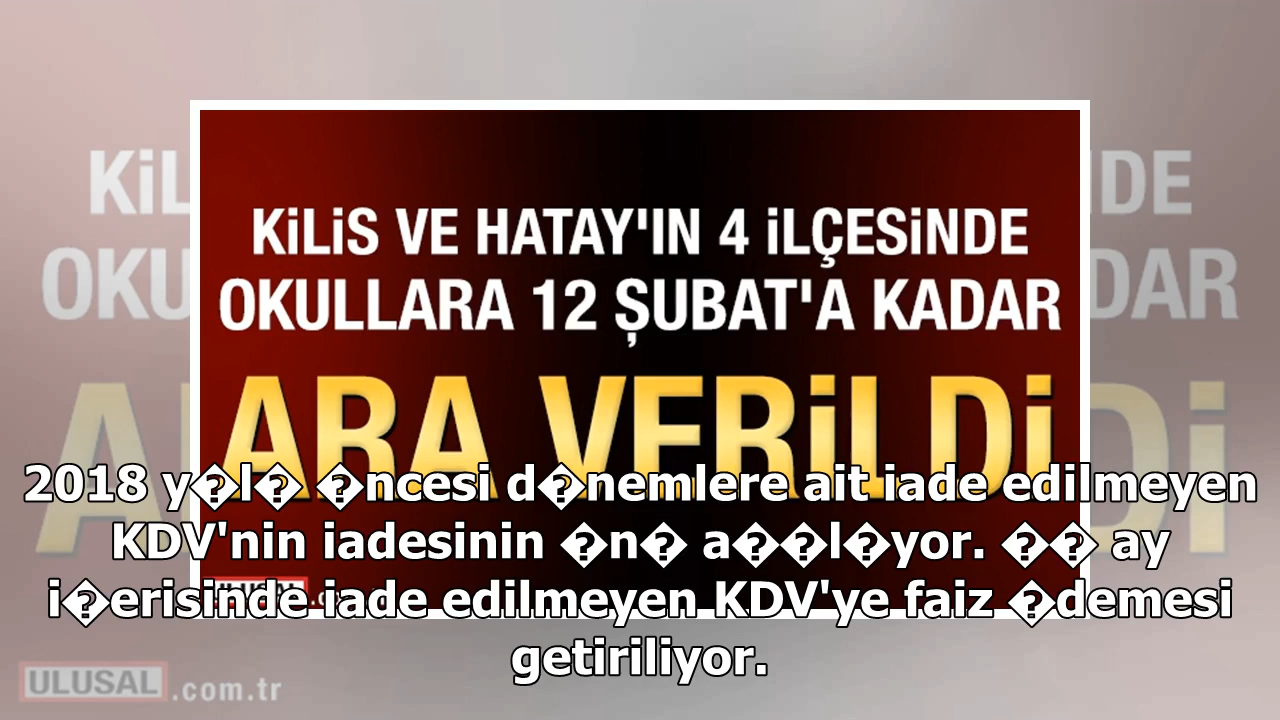 KiLiS VE HATAY'IN 4 iLÇESiNDE
OKULLARA 12 ŞUBAT'A KADAR
ARA VERiLDi
2018 y�l� �ncesi d�nemlere ait iade edilmeyen
KDV'nin iadesinin �n� a��l�yor. �� ay
i�erisinde iade edilmeyen KDV'ye faiz �demesi
getiriliyor.
ULUSAL.com.tr